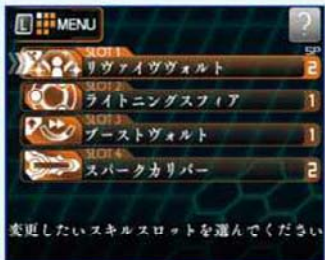 L MENU ?
SP
SLOT 1
リヴァイヴヴォルト 2
SLOT 2
ライトニングスフィア 1
SLOT 3
ブーストヴォルト 1
SLOT 4
スパークカリバー 2
変更したいスキルスロットを選んでください